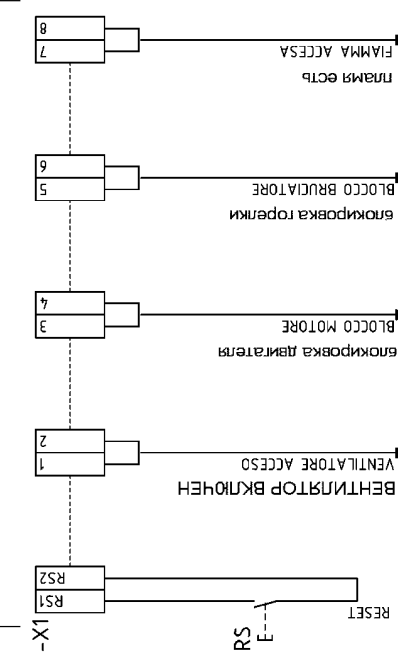 -X1
RS
E
RESET
RS1
RS2
ВЕНТИЛЯТОР ВКЛЮЧЕН
VENTILATORE ACCESO
1
2
блокировка двигателя
BLOCCO MOTORE
3
4
блокировка горелки
BLOCCO BRUCIATORE
5
6
пламя есть
FIAMMA ACCESA
7
8